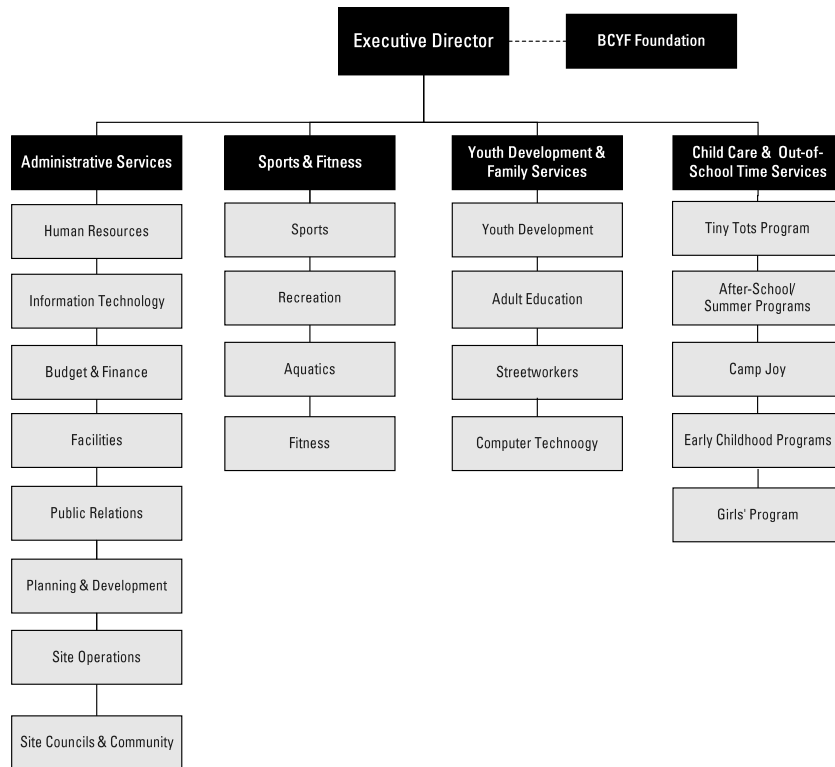 Executive Director
BCYF Foundation
Administrative Services
Sports & Fitness
Youth Development &
Family Services
Child Care & Out-of-
School Time Services
Human Resources
Information Technology
Budget & Finance
Facilities
Public Relations
Planning & Development
Site Operations
Site Councils & Community
Sports
Recreation
Aquatics
Fitness
Youth Development
Adult Education
Streetworkers
Computer Technoogy
Tiny Tots Program
After-School/
Summer Programs
Camp Joy
Early Childhood Programs
Girls' Program